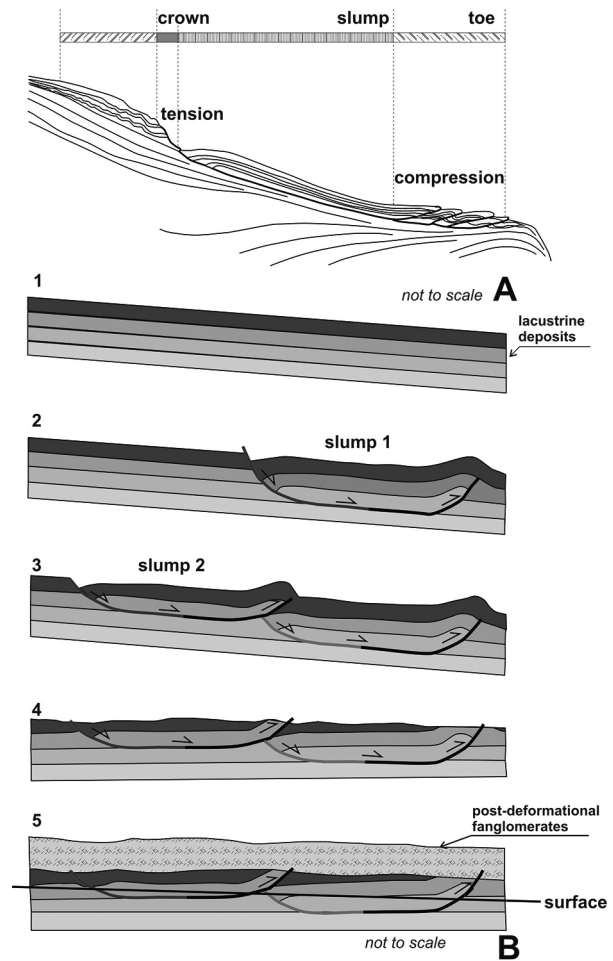 crown slump toe
tension
compression
not to scale A
1
lacustrine
deposits
2
slump 1
3
slump 2
4
5
post-deformational
fanglomerates
surface
not to scale B